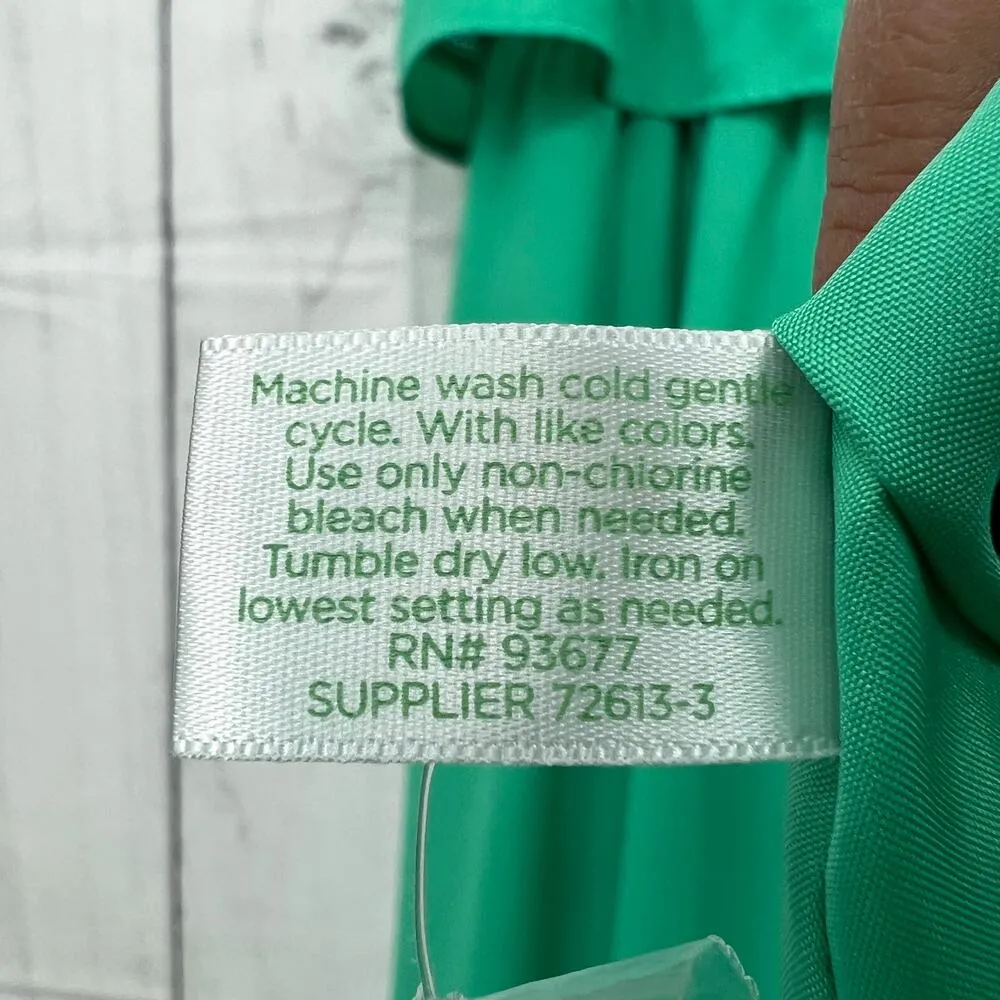 Machine wash cold gentle
cycle. With like colors.
Use only non-chlorine
bleach when needed.
Tumble dry low. Iron on
lowest setting as needed.
RN# 93677
SUPPLIER 72613-3